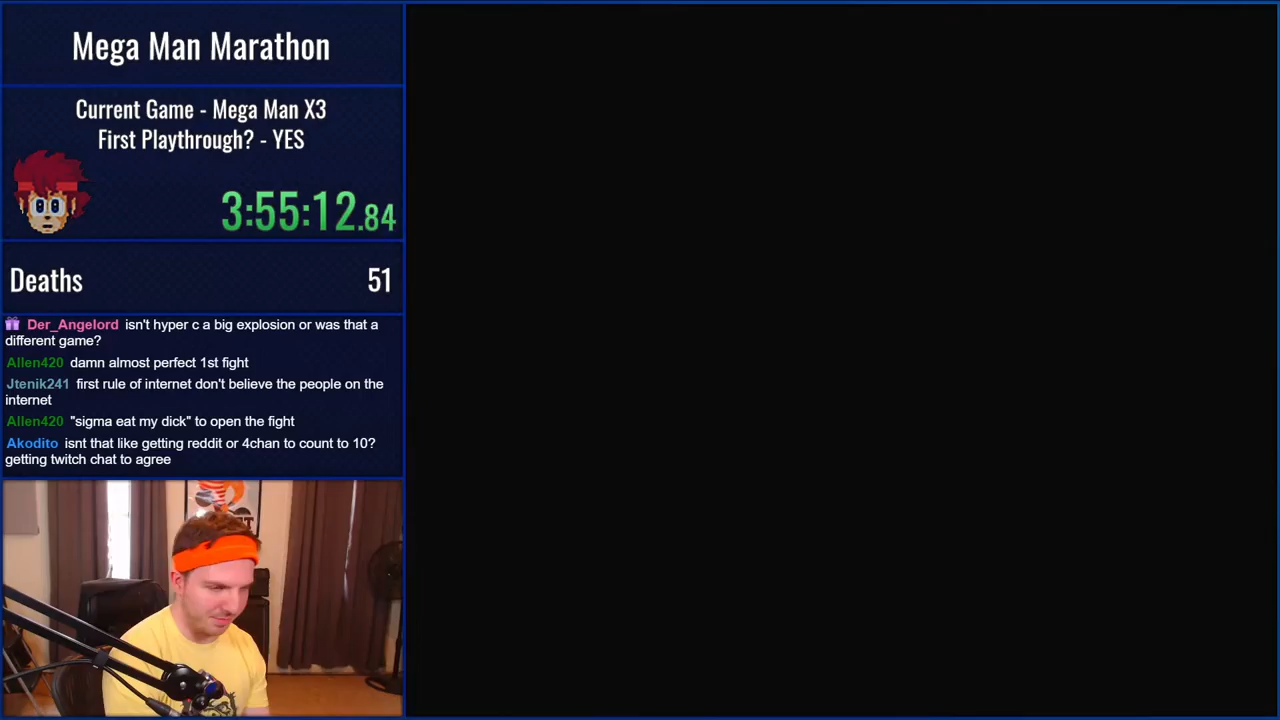 Mega Man Marathon
Current Game - Mega Man X3
First Playthrough? - YES
3:55:12.84
Deaths 51
Der_Angelord isn't hyper c a big explosion or was that a
different game?
Allen420 damn almost perfect 1st fight
Jtenik241 first rule of internet don't believe the people on the
internet
Allen420 "sigma eat my dick" to open the fight
Akodito isnt that like getting reddit or 4chan to count to 10?
getting twitch chat to agree